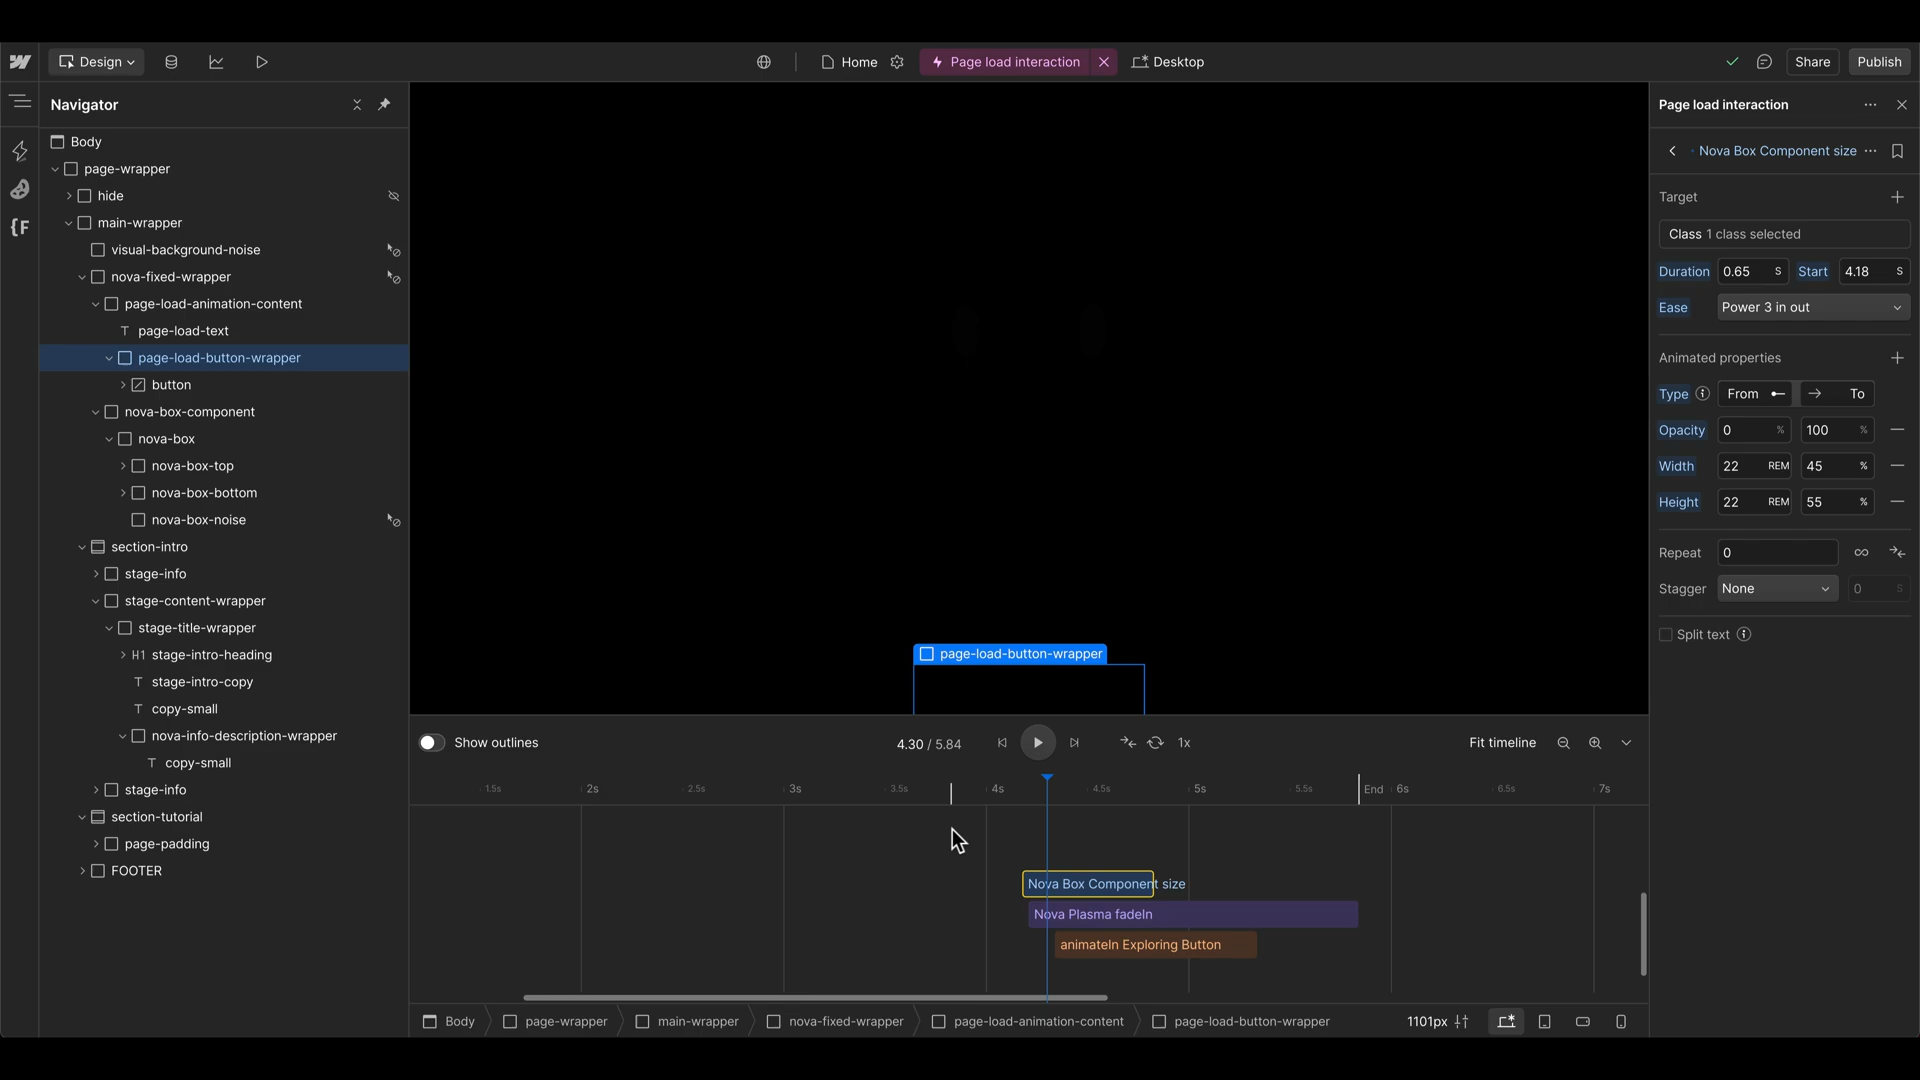 Design
Home
Page load interaction
Desktop
Share
Publish
Navigator
Body
page-wrapper
hide
main-wrapper
visual-background-noise
nova-fixed-wrapper
page-load-animation-content
T page-load-text
page-load-button-wrapper
button
nova-box-component
nova-box
nova-box-top
nova-box-bottom
nova-box-noise
section-intro
stage-info
stage-content-wrapper
stage-title-wrapper
H1 stage-intro-heading
T stage-intro-copy
T copy-small
nova-info-description-wrapper
T copy-small
stage-info
section-tutorial
page-padding
FOOTER
{F
page-load-button-wrapper
Show outlines
4.30 / 5.84
1x
Fit timeline
1.5s 2s 2.5s 3s 3.5s 4s 4.5s 5s 5.5s End 6s 6.5s 7s
Nova Box Component size
Nova Plasma fadeIn
animateIn Exploring Button
Body page-wrapper main-wrapper nova-fixed-wrapper page-load-animation-content page-load-button-wrapper
1101px
Page load interaction
Nova Box Component size
Target
Class 1 class selected
Duration 0.65 S Start 4.18 S
Ease Power 3 in out
Animated properties
Type From To
Opacity 0 % 100 %
Width 22 REM 45 %
Height 22 REM 55 %
Repeat 0
Stagger None 0 S
Split text